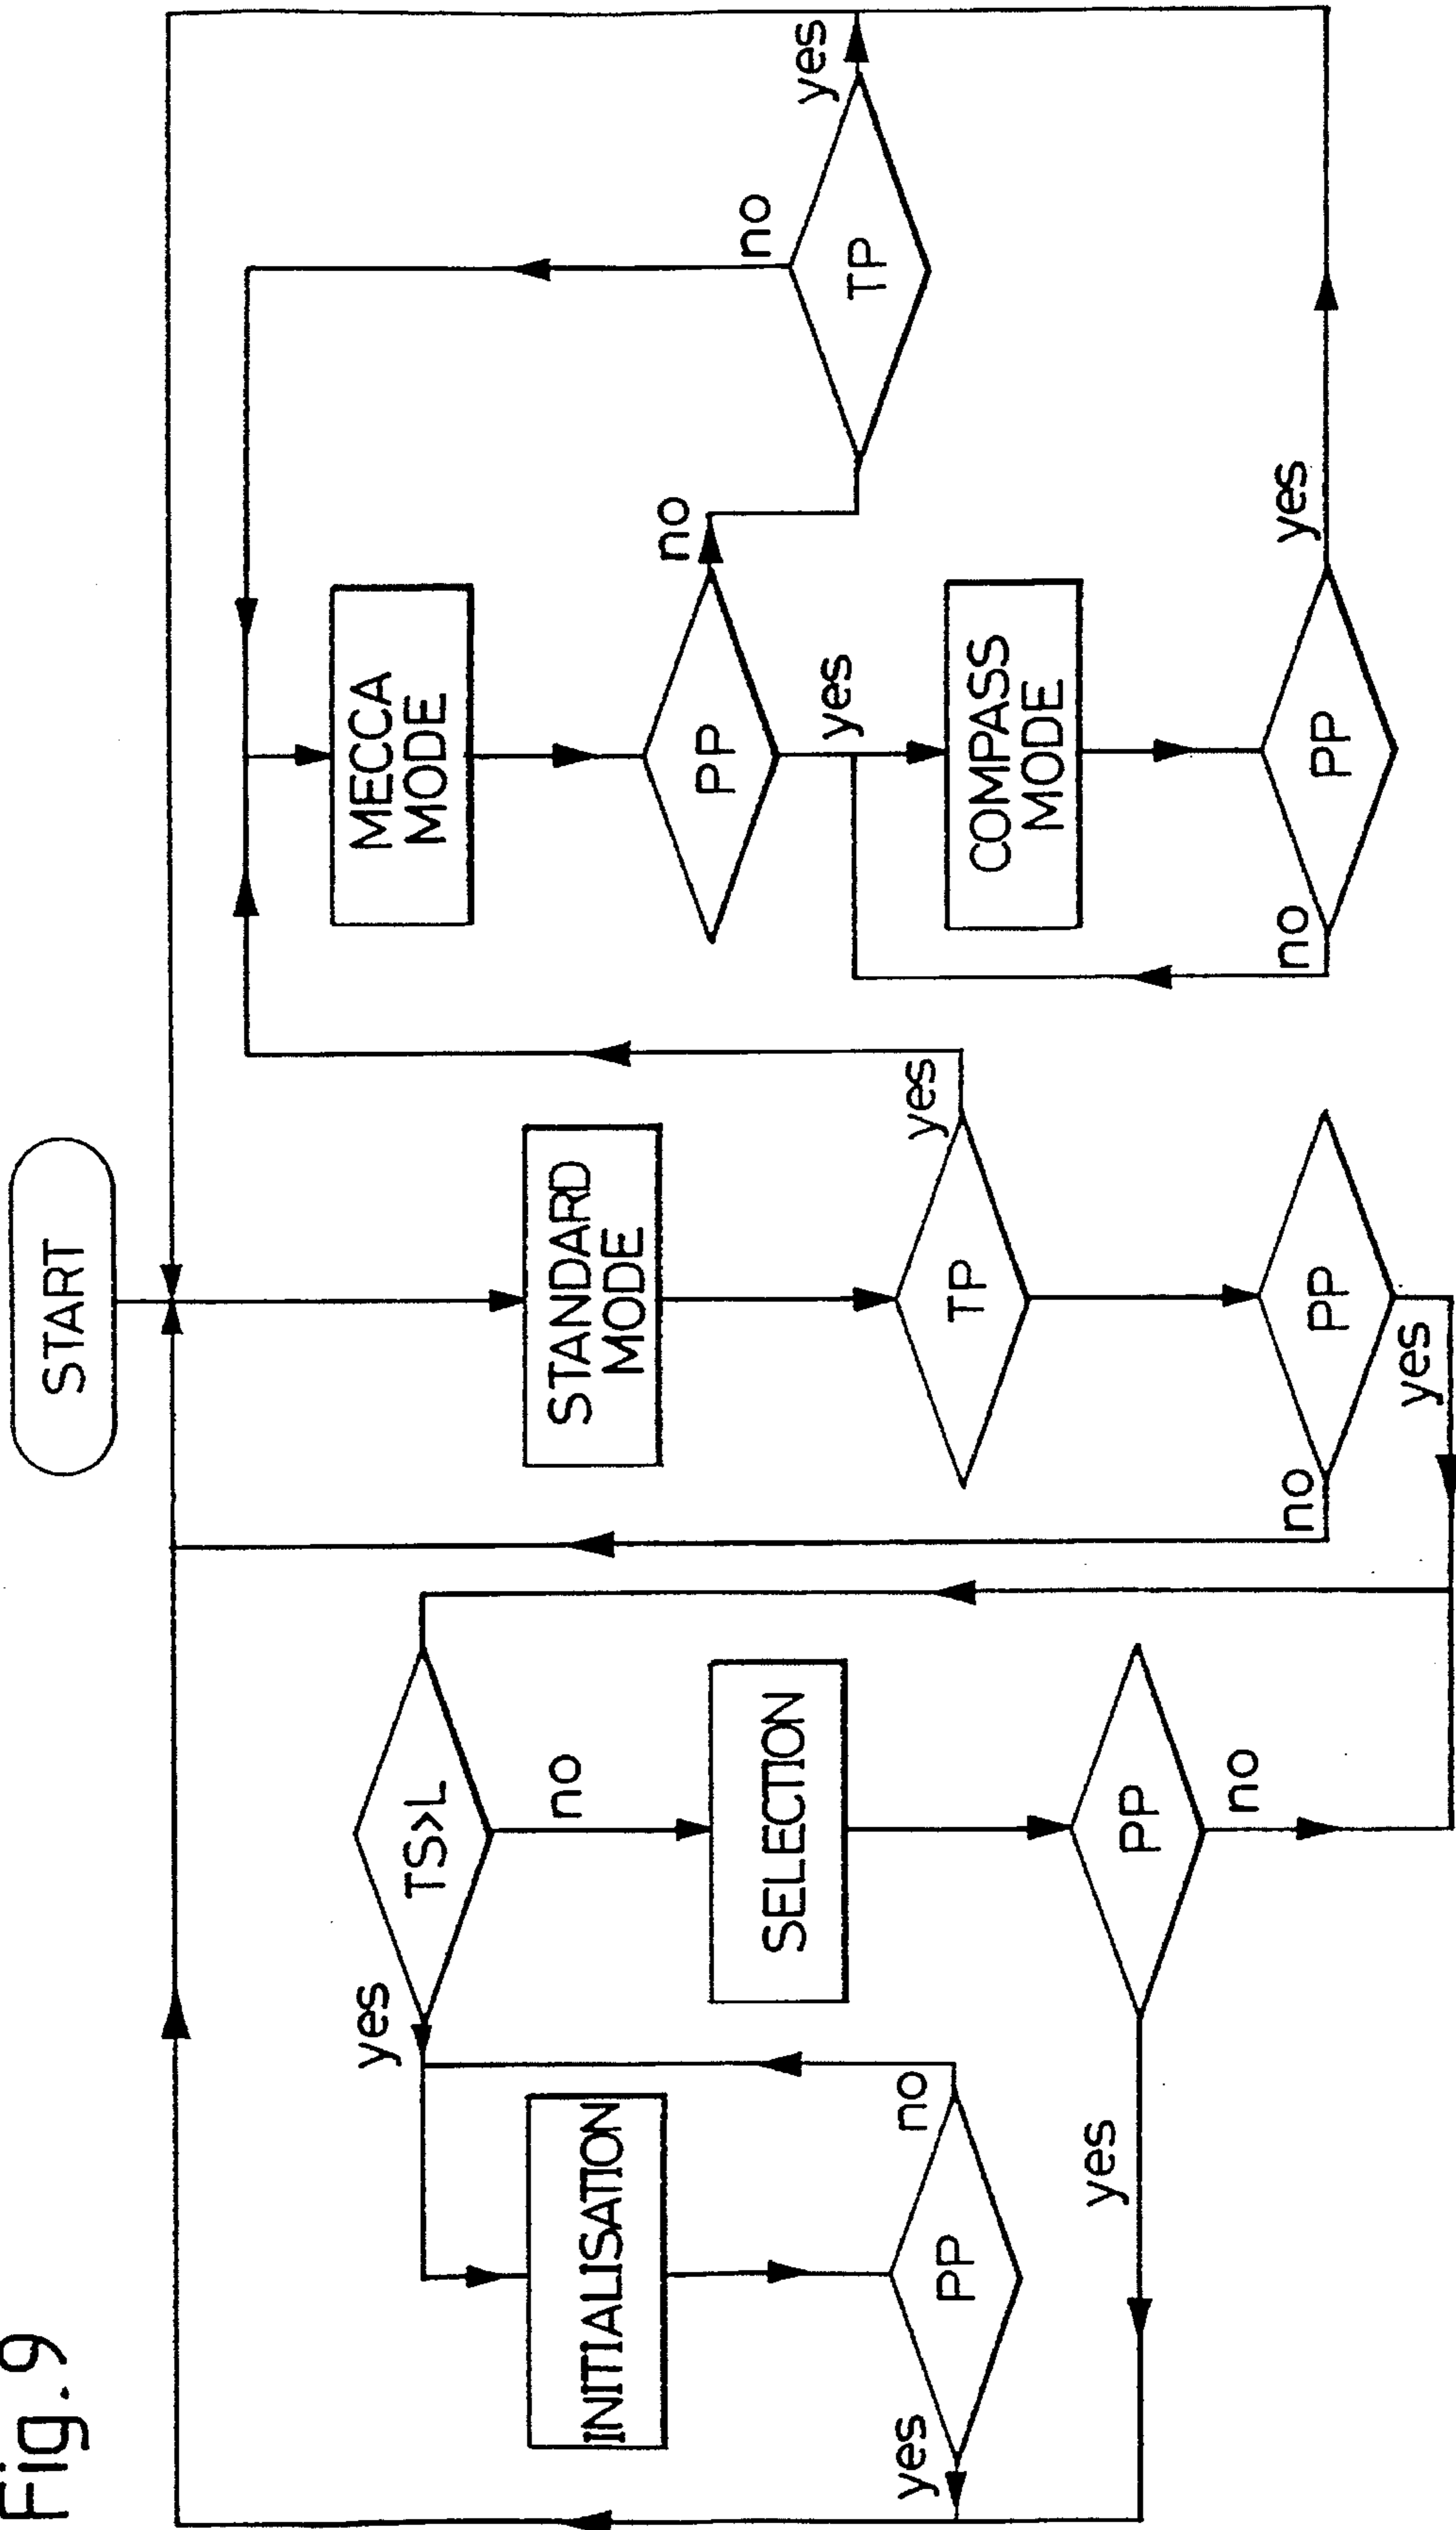 Fig. 9
START
TS>L
yes
no
INITIALISATION
SELECTION
PP
no
yes
yes
PP
no
STANDARD
MODE
TP
yes
PP
no
yes
MECCA
MODE
PP
no
yes
TP
no
yes
COMPASS
MODE
PP
no
yes